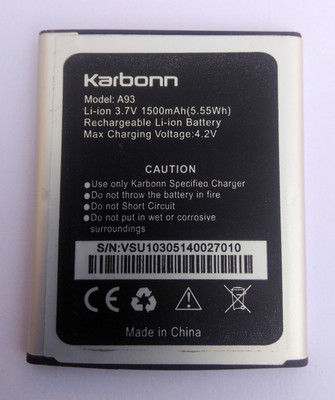 Karbonn
Model: A93
Li-ion 3.7V 1500mAh(5.55Wh)
Rechargeable Li-ion Battery
Max Charging Voltage:4.2V
CAUTION
Use only Karbonn Specified Charger
Do not throw the battery in fire
Do not Short Circuit
Do not put in wet or corrosive
surroundings
S/N:VSU10305140027010
CE
Made in China